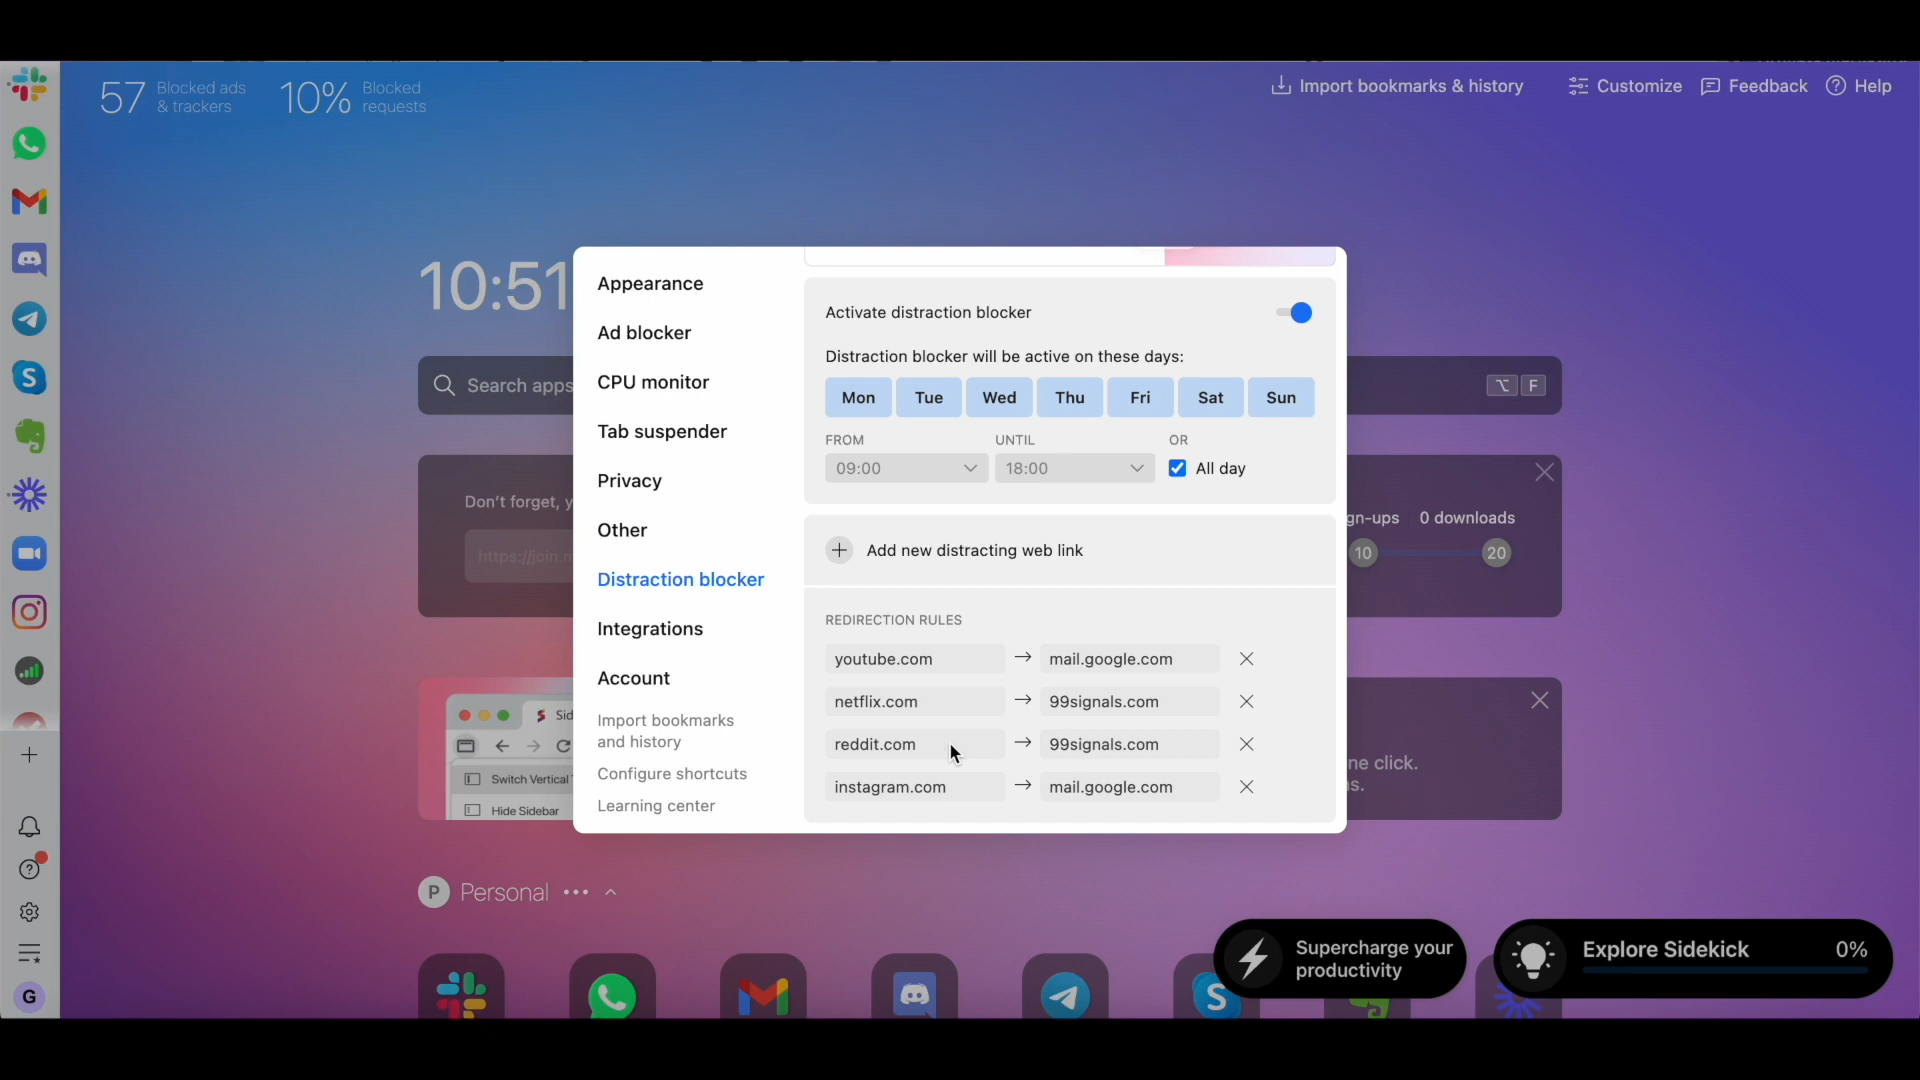 57 Blocked ads & trackers
10% Blocked requests
Import bookmarks & history
Customize
Feedback
Help
10:51
Search apps
⌥ F
Don't forget, y
https://join.m
gn-ups 0 downloads
10 20
Sid
Switch Vertical
Hide Sidebar
ne click.
s.
Appearance
Ad blocker
CPU monitor
Tab suspender
Privacy
Other
Distraction blocker
Integrations
Account
Import bookmarks
and history
Configure shortcuts
Learning center
Activate distraction blocker
Distraction blocker will be active on these days:
Mon Tue Wed Thu Fri Sat Sun
FROM UNTIL OR
09:00 18:00 All day
Add new distracting web link
REDIRECTION RULES
youtube.com → mail.google.com
netflix.com → 99signals.com
reddit.com → 99signals.com
instagram.com → mail.google.com
P Personal
Supercharge your
productivity
Explore Sidekick 0%
G